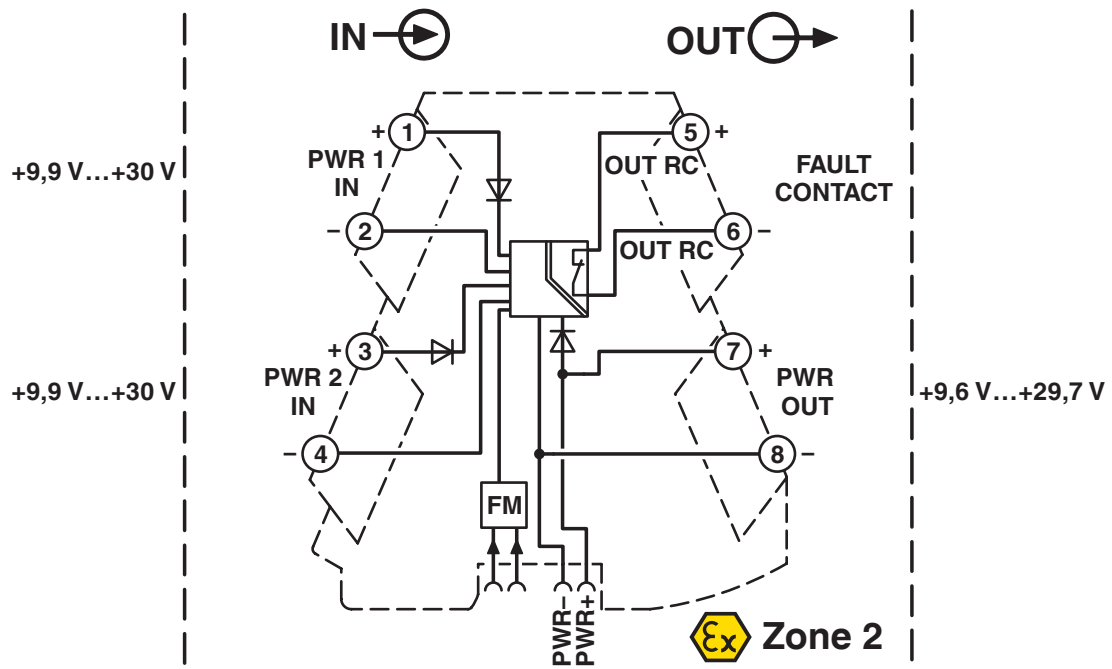 IN
OUT
+ 1
5 +
PWR 1
IN
OUT RC
FAULT
CONTACT
+9,9 V…+30 V
– 2
OUT RC
6 –
+ 3
7 +
PWR 2
IN
PWR
OUT
+9,9 V…+30 V
+9,6 V…+29,7 V
– 4
8 –
FM
PWR-
PWR+
Ex
Zone 2